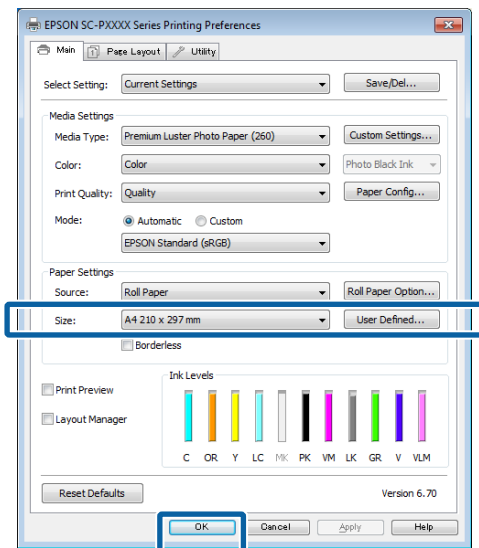 EPSON SC-PXXXX Series Printing Preferences
Main Page Layout Utility
Select Setting: Current Settings Save/Del...
Media Settings
Media Type: Premium Luster Photo Paper (260) Custom Settings...
Color: Color Photo Black Ink
Print Quality: Quality Paper Config...
Mode: Automatic Custom
EPSON Standard (sRGB)
Paper Settings
Source: Roll Paper Roll Paper Option...
Size: A4 210 x 297 mm User Defined...
Borderless
Ink Levels
Print Preview
Layout Manager
C OR Y LC MK PK VM LK GR V VLM
Reset Defaults Version 6.70
OK Cancel Apply Help